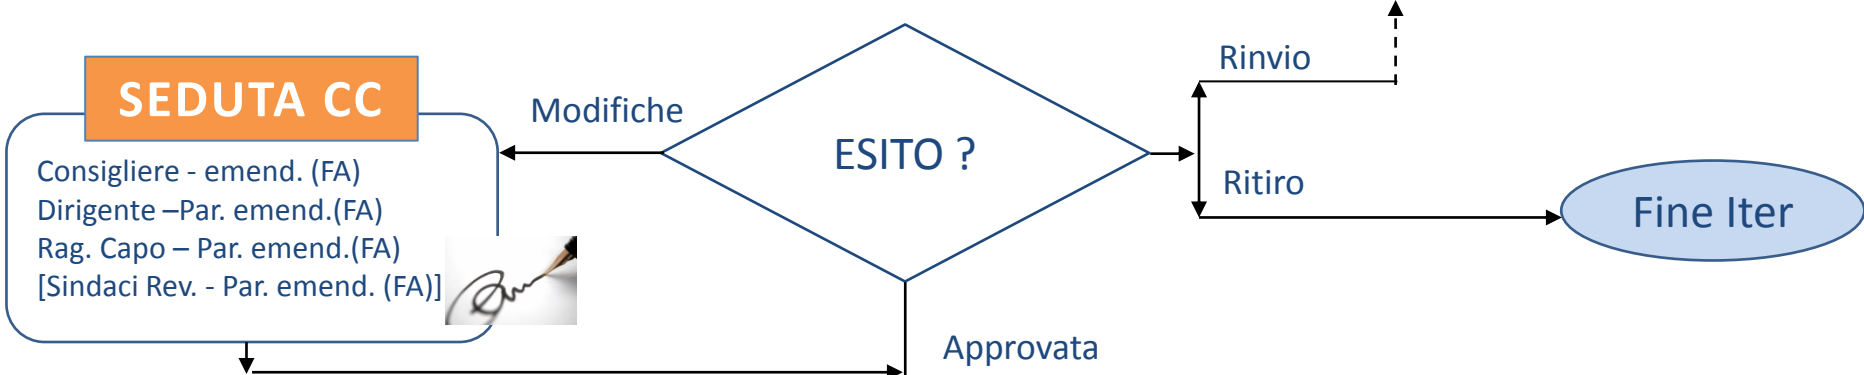 SEDUTA CC
Consigliere - emend. (FA)
Dirigente –Par. emend.(FA)
Rag. Capo – Par. emend.(FA)
[Sindaci Rev. - Par. emend. (FA)]
Modifiche
ESITO ?
Approvata
Rinvio
Ritiro
Fine Iter